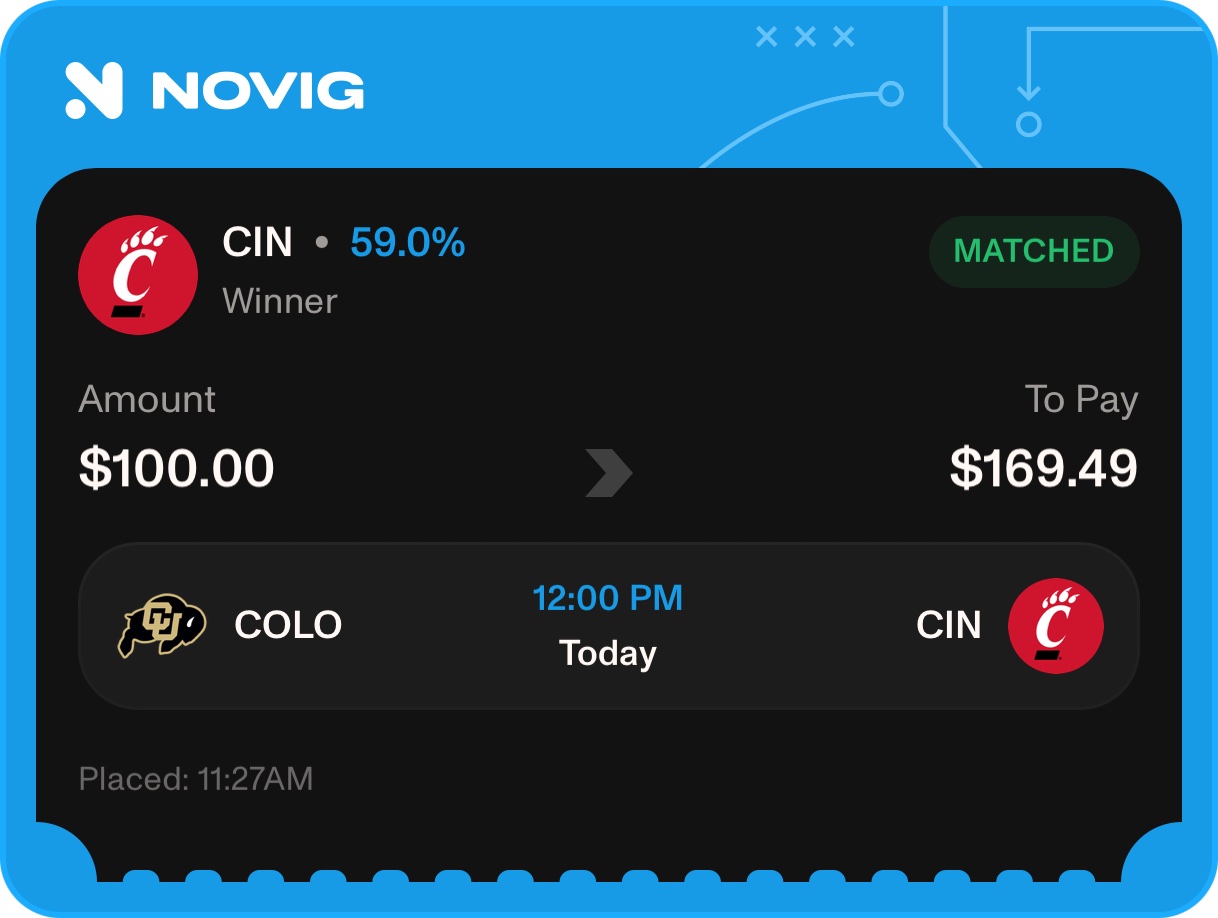 NOVIG
CIN • 59.0%
Winner
MATCHED
Amount
To Pay
$100.00
$169.49
COLO
12:00 PM
Today
CIN
Placed: 11:27AM